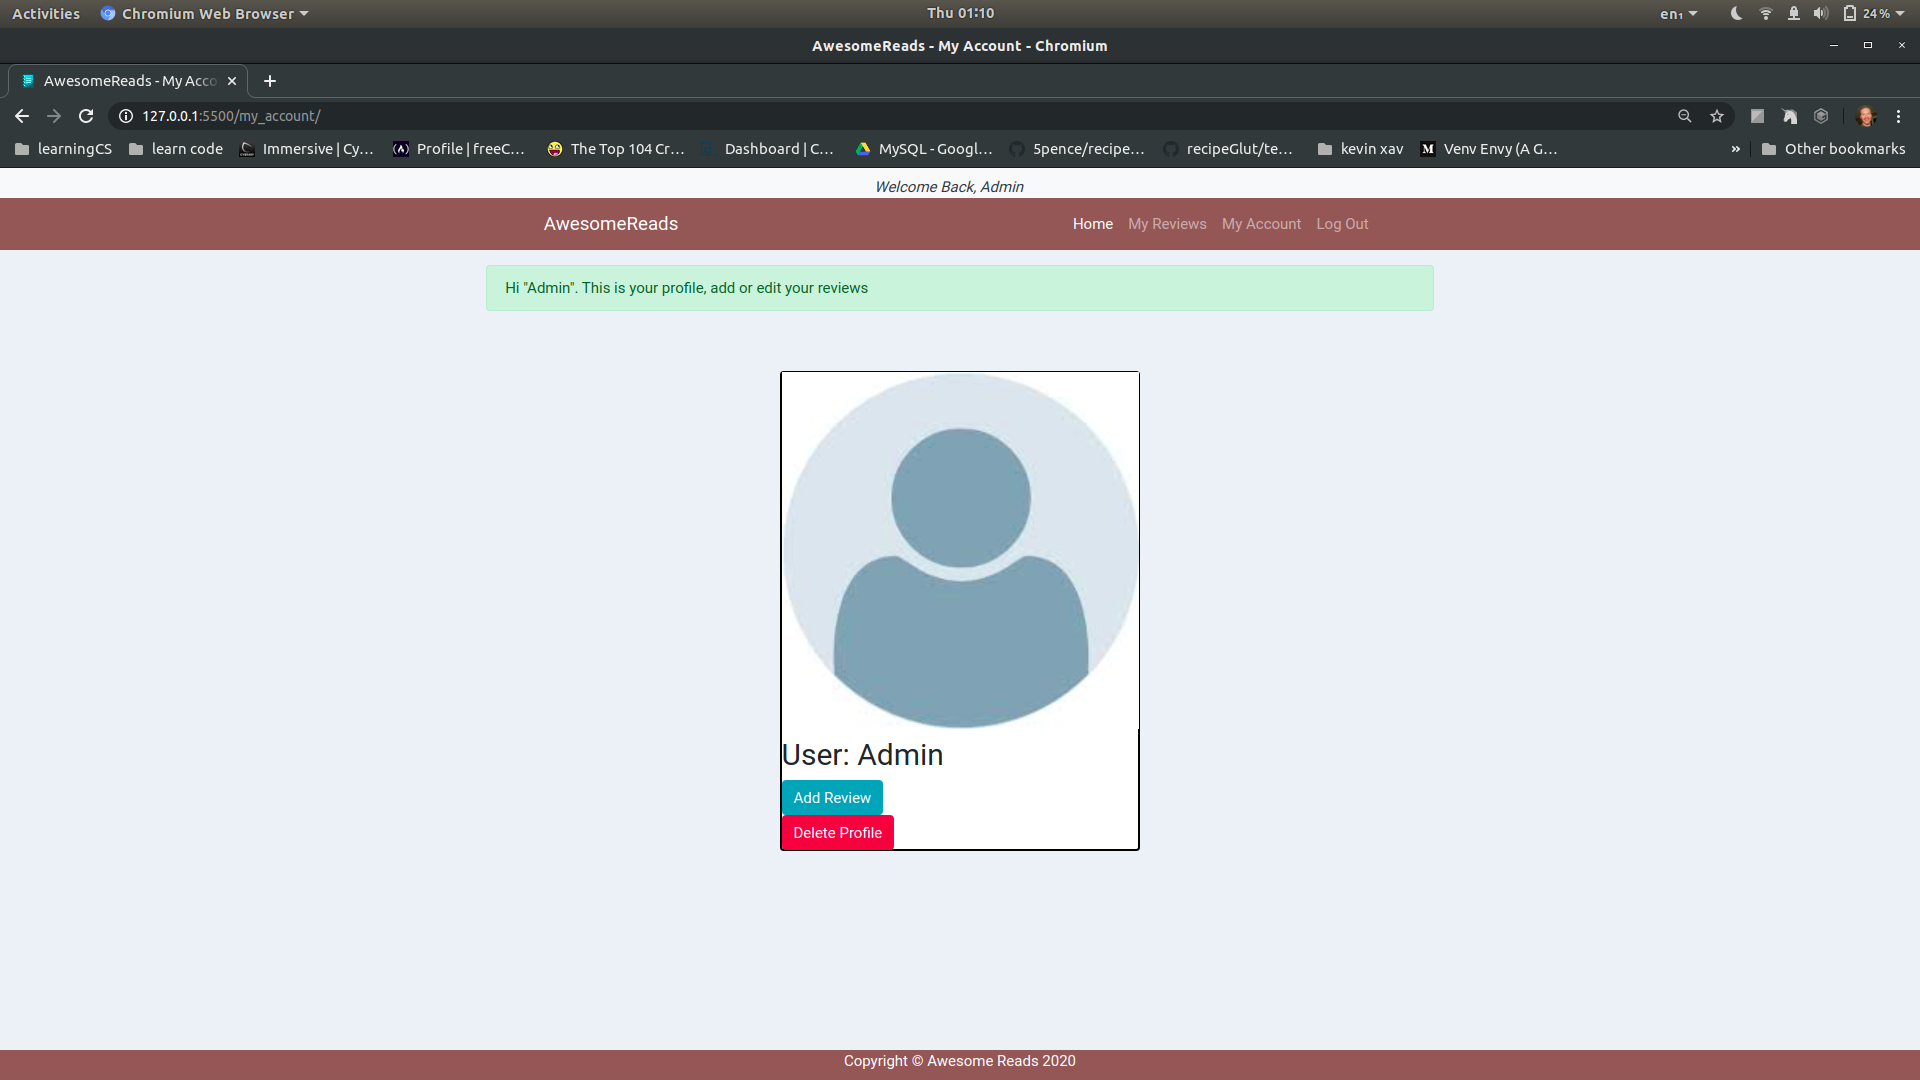 Activities Chromium Web Browser Thu 01:10 en₁ 24 %
AwesomeReads - My Account - Chromium
AwesomeReads - My Acco
127.0.0.1:5500/my_account/
learningCS learn code Immersive | Cy… Profile | freeC… The Top 104 Cr… Dashboard | C… MySQL - Googl… 5pence/recipe… recipeGlut/te… kevin xav M Venv Envy (A G… » Other bookmarks
Welcome Back, Admin
AwesomeReads Home My Reviews My Account Log Out
Hi "Admin". This is your profile, add or edit your reviews
User: Admin
Add Review
Delete Profile
Copyright © Awesome Reads 2020